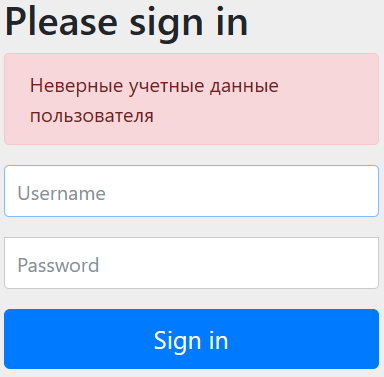 Please sign in
Неверные учетные данные
пользователя
Username
Password
Sign in